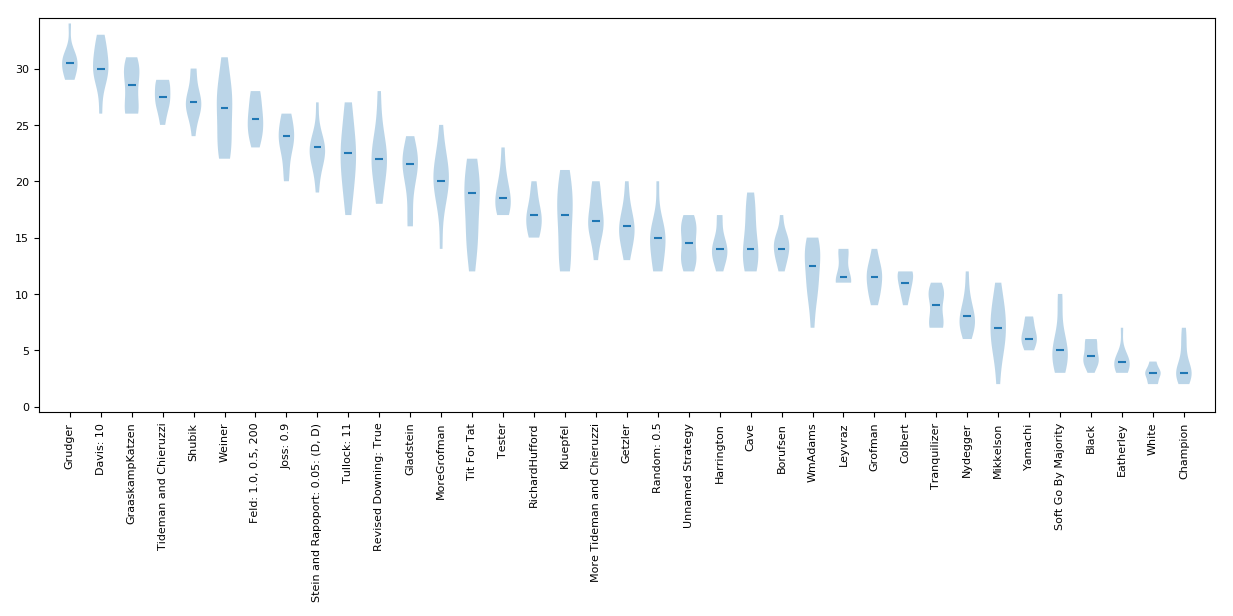 30
25
20
15
10
5
0
Grudger
Davis: 10
GraaskampKatzen
Tideman and Chieruzzi
Shubik
Weiner
Feld: 1.0, 0.5, 200
Joss: 0.9
Stein and Rapoport: 0.05: (D, D)
Tullock: 11
Revised Downing: True
Gladstein
MoreGrofman
Tit For Tat
Tester
RichardHufford
Kluepfel
More Tideman and Chieruzzi
Getzler
Random: 0.5
Unnamed Strategy
Harrington
Cave
Borufsen
WmAdams
Leyvraz
Grofman
Colbert
Tranquilizer
Nydegger
Mikkelson
Yamachi
Soft Go By Majority
Black
Eatherley
White
Champion